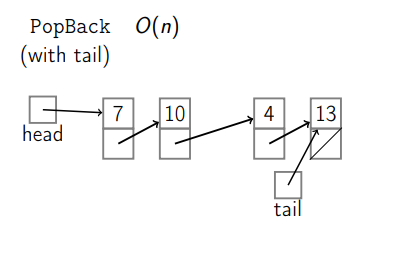 PopBack O(n)
(with tail)
7 10 4 13
head
tail